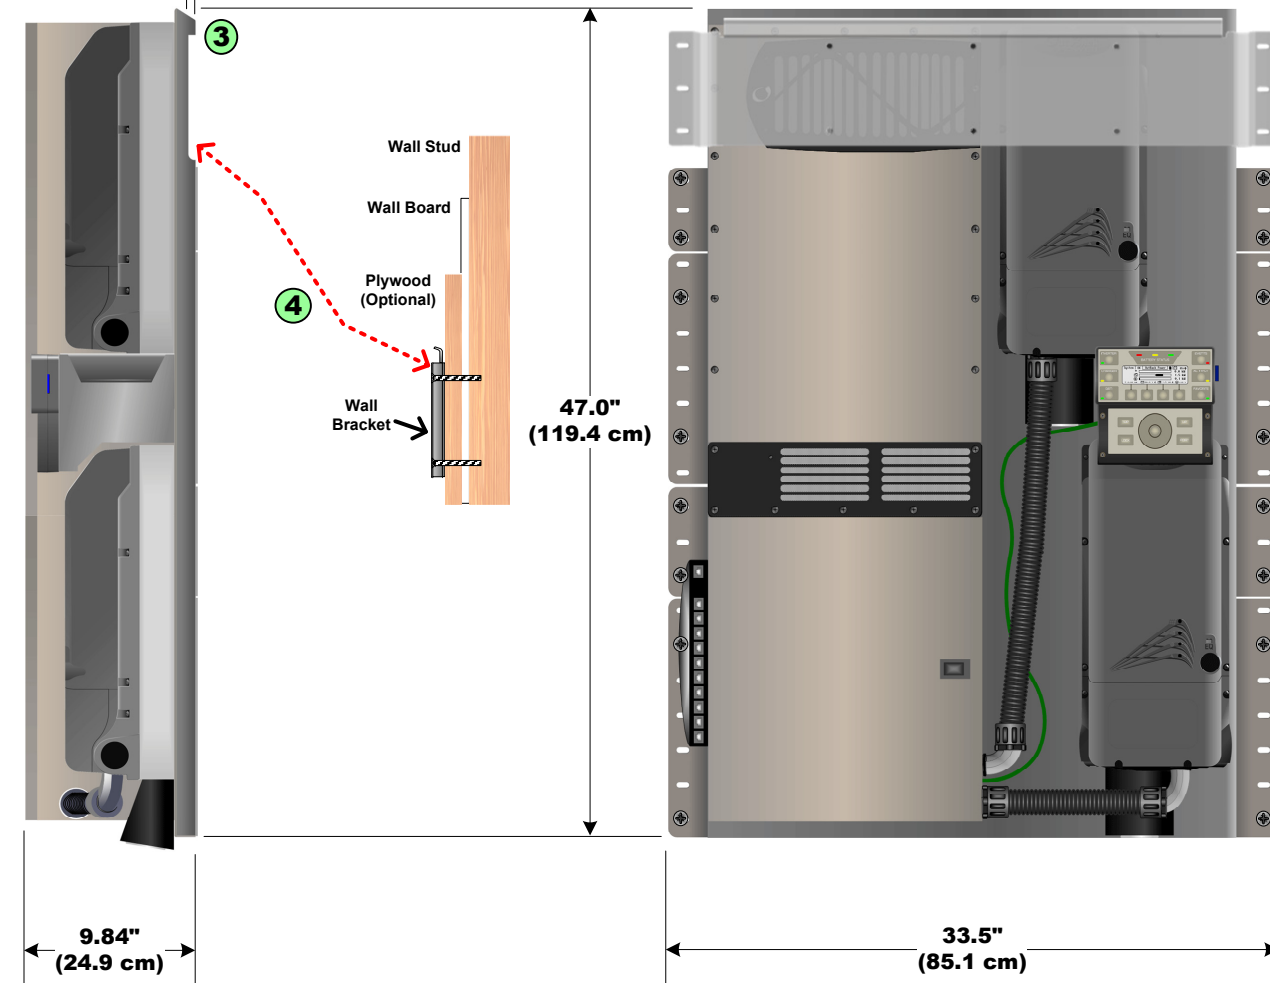 3
Wall Stud
Wall Board
Plywood
(Optional)
4
Wall
Bracket
47.0"
(119.4 cm)
9.84"
(24.9 cm)
33.5"
(85.1 cm)